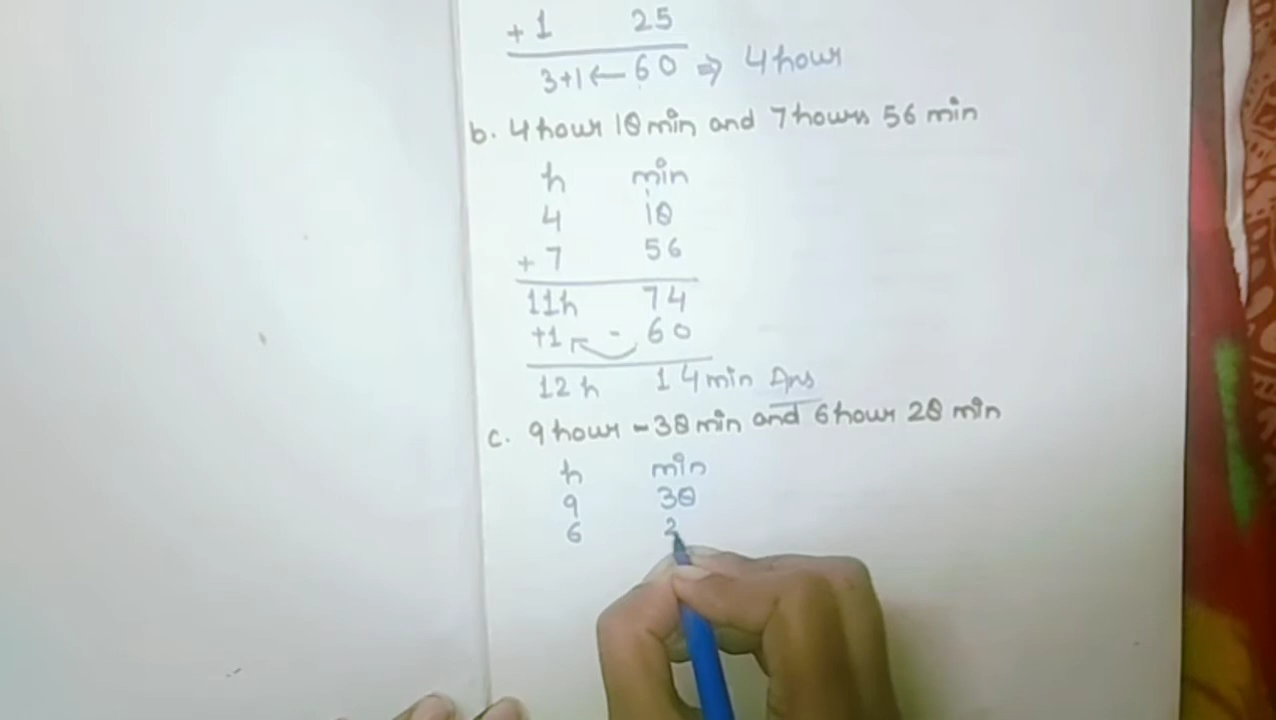 +1 25
3+1 ← 60 ⇒ 4 hour
b. 4 hour 18 min and 7 hours 56 min
h min
4 18
+7 56
11h 74
+1 - 60
12 h 14 min Ans
c. 9 hour - 38 min and 6 hour 28 min
h min
9 38
6 2